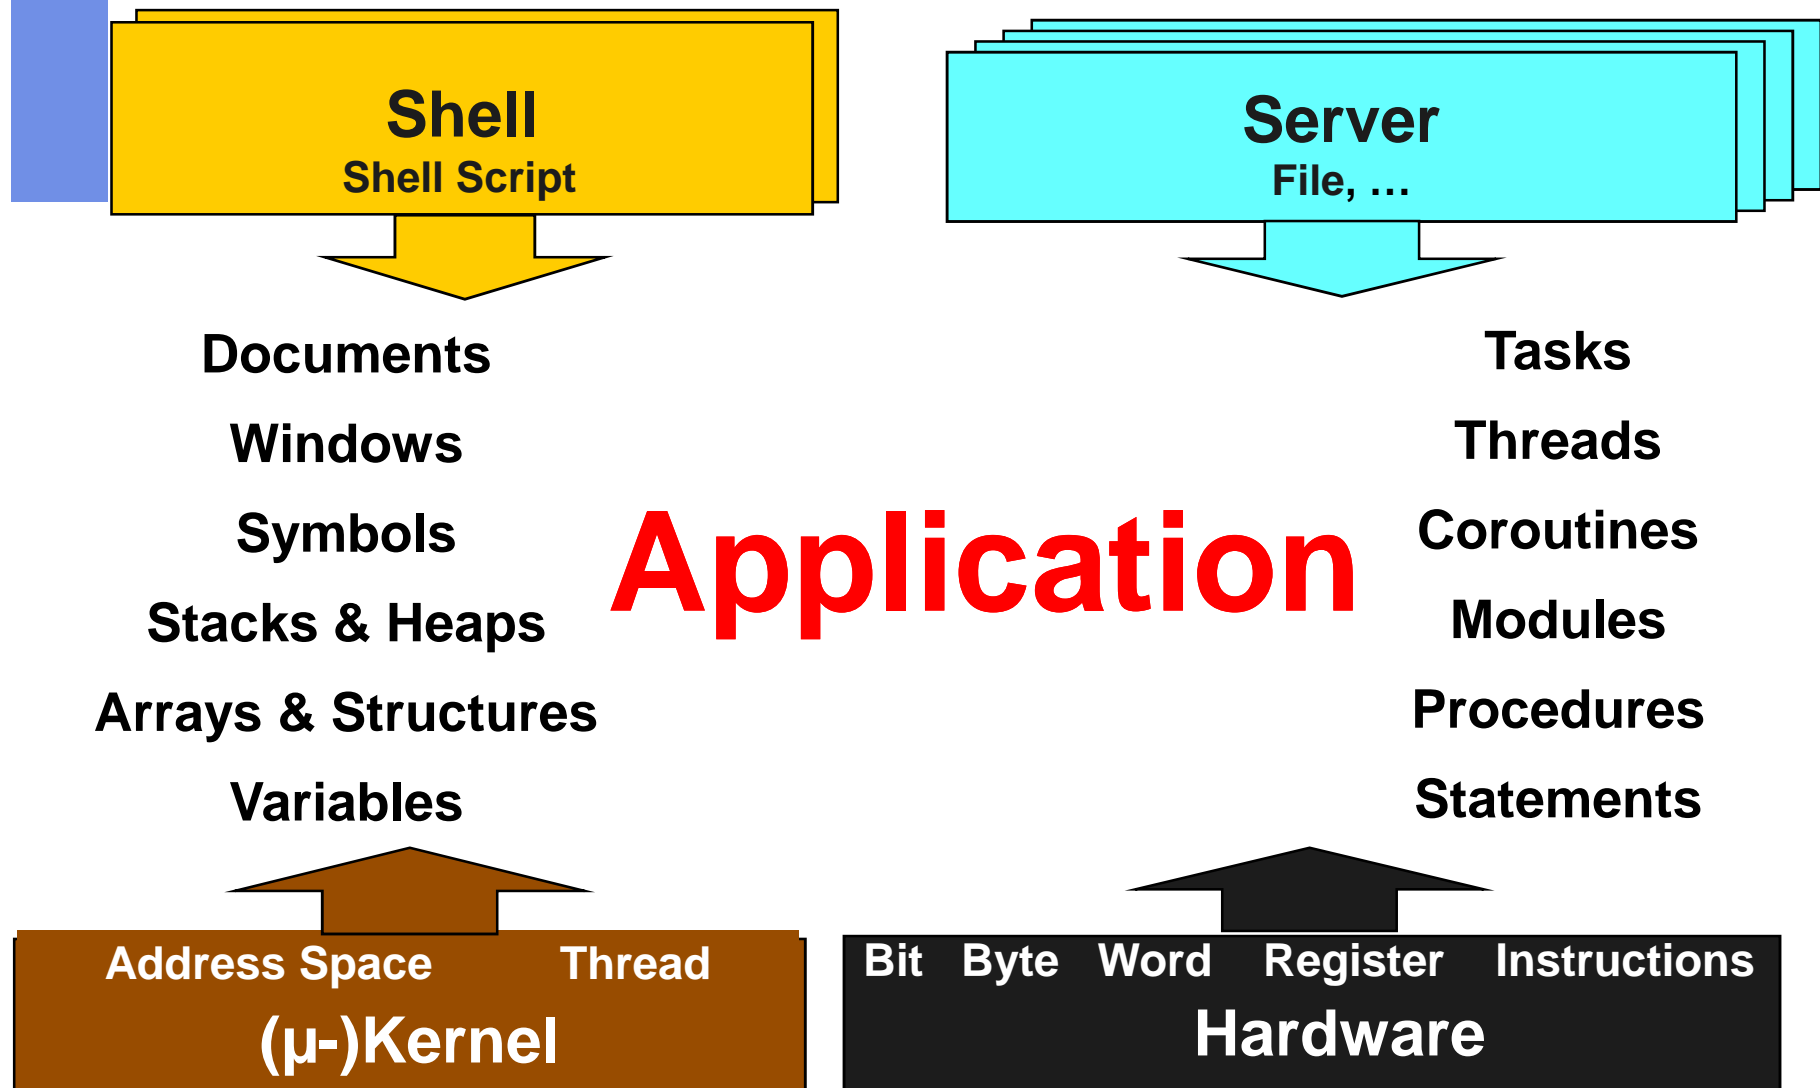 Shell
Shell Script
Server
File, …
Documents
Windows
Symbols
Stacks & Heaps
Arrays & Structures
Variables
Application
Tasks
Threads
Coroutines
Modules
Procedures
Statements
Address Space Thread
(µ-)Kernel
Bit Byte Word Register Instructions
Hardware